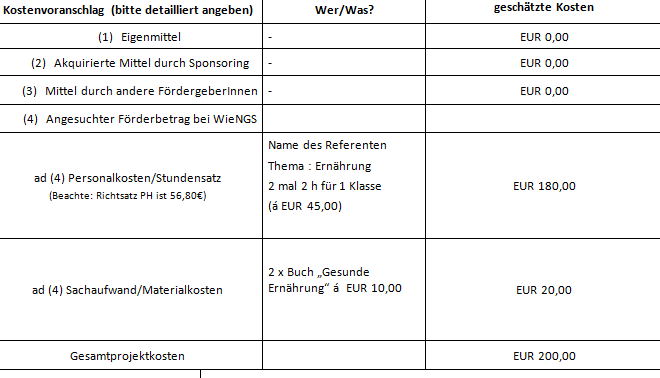 Kostenvoranschlag (bitte detailliert angeben) Wer/Was? geschätzte Kosten
(1) Eigenmittel - EUR 0,00
(2) Akquirierte Mittel durch Sponsoring - EUR 0,00
(3) Mittel durch andere FördergeberInnen - EUR 0,00
(4) Angesuchter Förderbetrag bei WieNGS
ad (4) Personalkosten/Stundensatz
(Beachte: Richtsatz PH ist 56,80€)
Name des Referenten
Thema : Ernährung
2 mal 2 h für 1 Klasse
(á EUR 45,00)
EUR 180,00
ad (4) Sachaufwand/Materialkosten
2 x Buch „Gesunde
Ernährung“ á EUR 10,00
EUR 20,00
Gesamtprojektkosten EUR 200,00